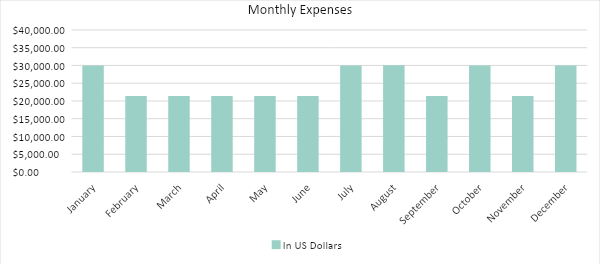 Monthly Expenses
$40,000.00
$35,000.00
$30,000.00
$25,000.00
$20,000.00
$15,000.00
$10,000.00
$5,000.00
$0.00
January
February
March
April
May
June
July
August
September
October
November
December
In US Dollars